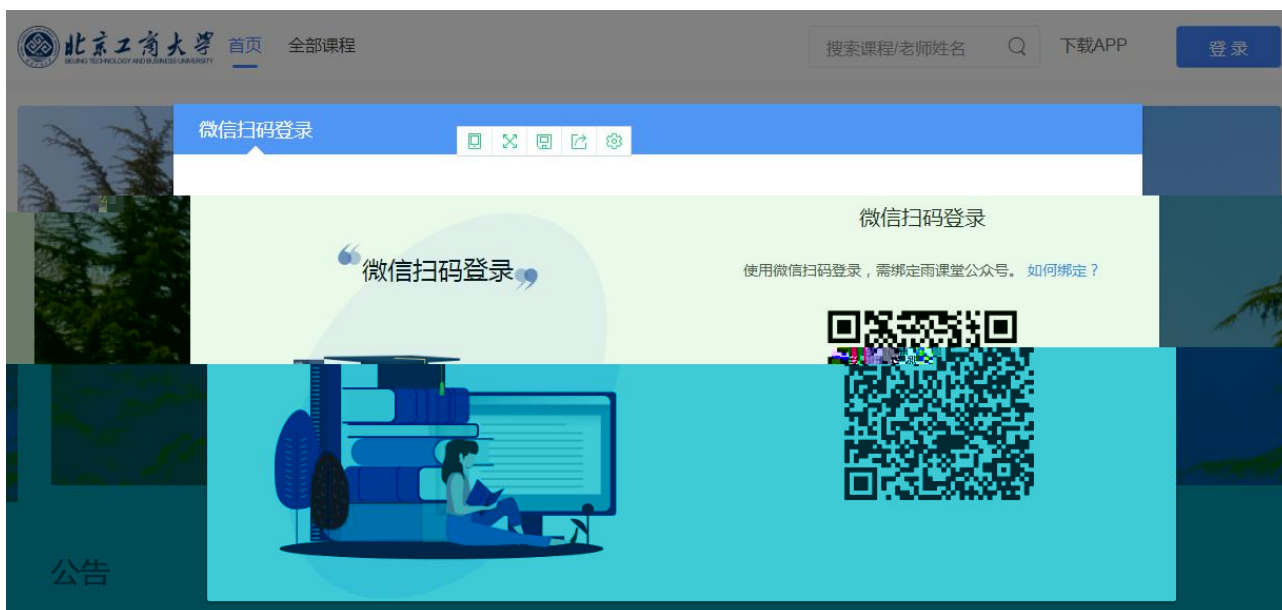 北京工商大学 首页 全部课程 搜索课程/老师姓名 下载APP 登录
BEIJING TECHNOLOGY AND BUSINESS UNIVERSITY
微信扫码登录
微信扫码登录
“微信扫码登录”
使用微信扫码登录，需绑定雨课堂公众号。 如何绑定？
公告